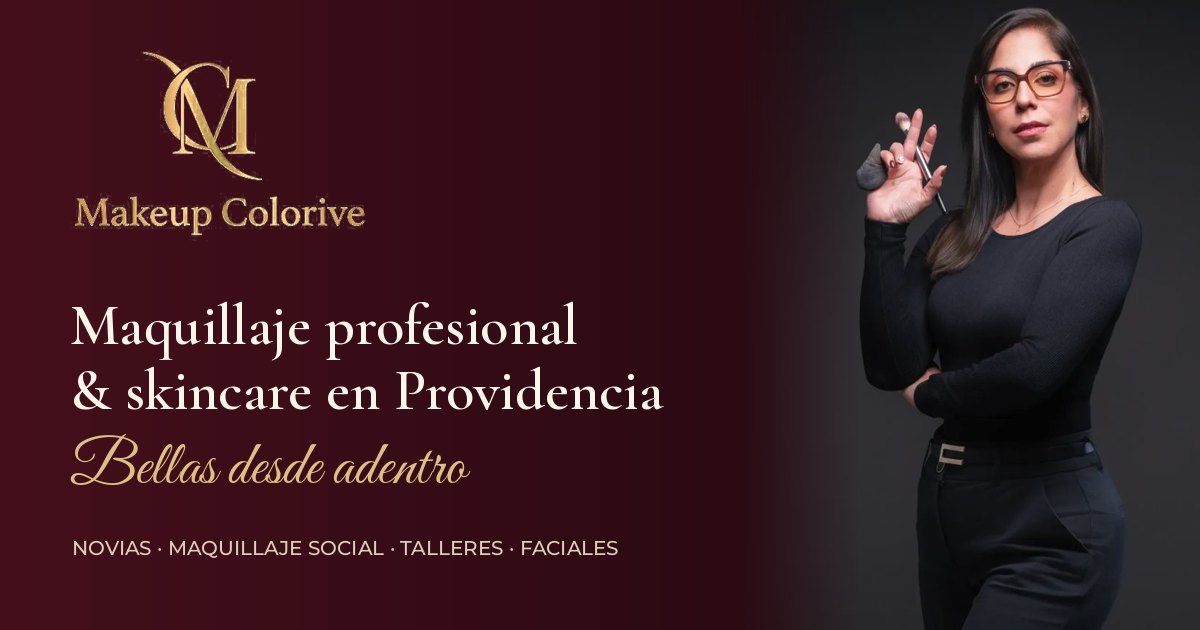 CM
Makeup Colorive
Maquillaje profesional
& skincare en Providencia
Bellas desde adentro
NOVIAS · MAQUILLAJE SOCIAL · TALLERES · FACIALES